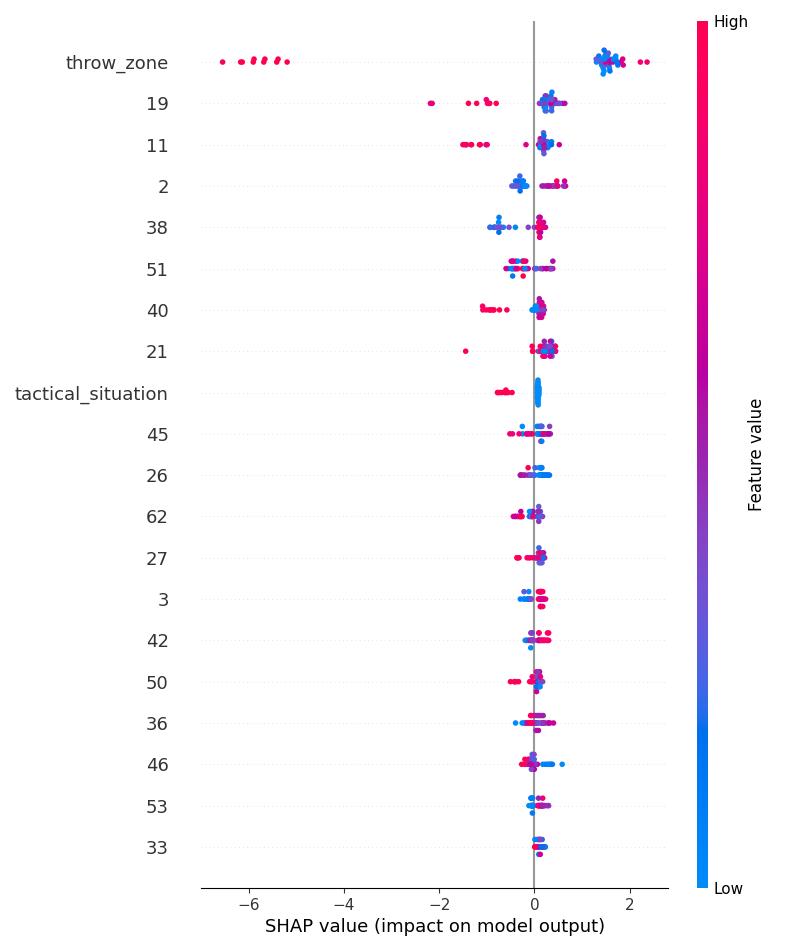 High
throw_zone
19
11
2
38
51
40
21
tactical_situation
45
26
62
27
3
42
50
36
46
53
33
Feature value
Low
−6 −4 −2 0 2
SHAP value (impact on model output)